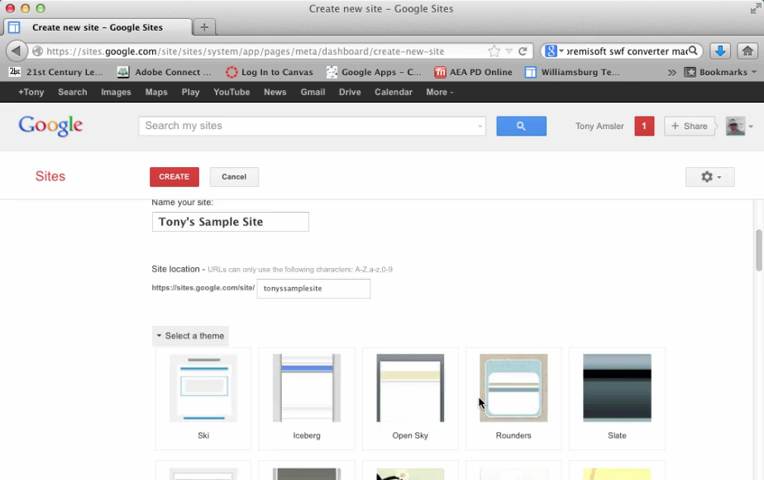 Create new site - Google Sites
Create new site - Google Sites
https://sites.google.com/site/sites/system/app/pages/meta/dashboard/create-new-site
premisoft swf converter mac
21st Century Le...
Adobe Connect ...
Log In to Canvas
Google Apps - C...
AEA PD Online
Williamsburg Te...
Bookmarks
+Tony Search Images Maps Play YouTube News Gmail Drive Calendar More
Google
Search my sites
Tony Amsler
1
+ Share
Sites
CREATE
Cancel
Name your site:
Tony's Sample Site
Site location - URLs can only use the following characters: A-Z,a-z,0-9
https://sites.google.com/site/ tonyssamplesite
Select a theme
Ski
Iceberg
Open Sky
Rounders
Slate